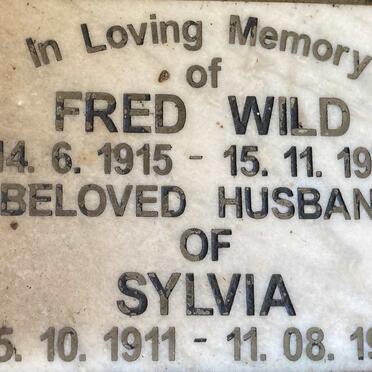 In Loving Memory
of
FRED WILD
14. 6. 1915 - 15. 11. 19
BELOVED HUSBAN
OF
SYLVIA
5. 10. 1911 - 11. 08. 19